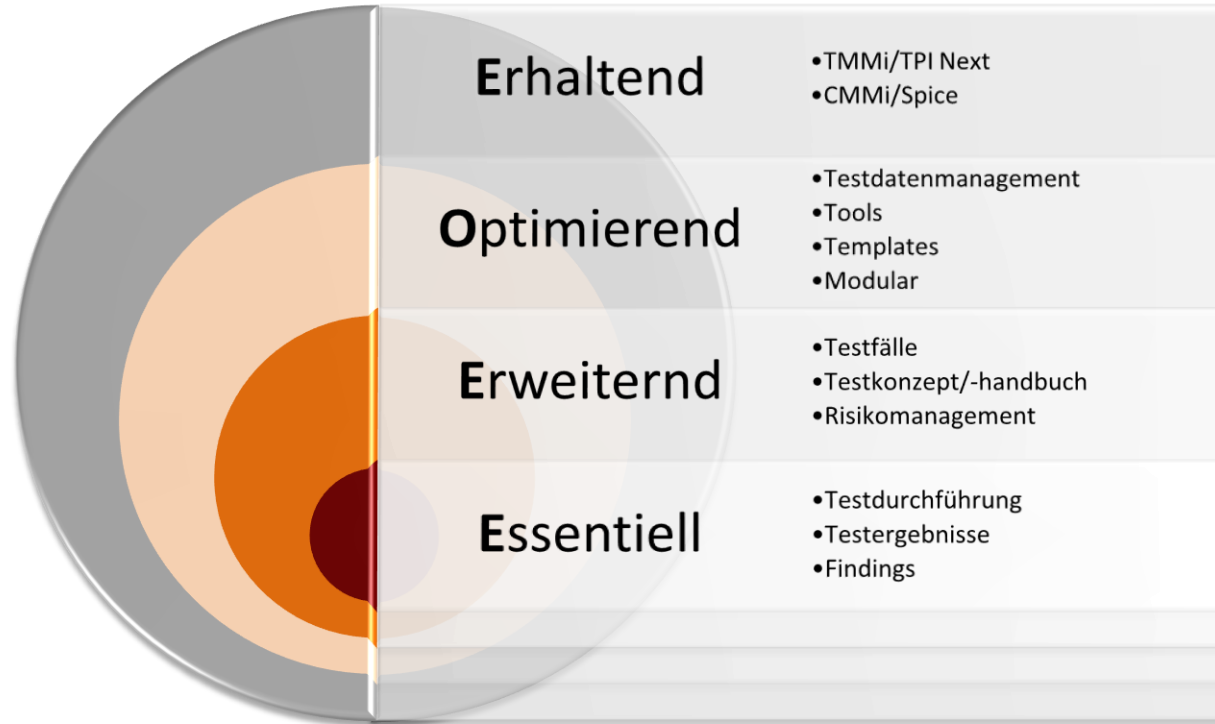 Erhaltend
•TMMi/TPI Next
•CMMi/Spice
Optimierend
•Testdatenmanagement
•Tools
•Templates
•Modular
Erweiternd
•Testfälle
•Testkonzept/-handbuch
•Risikomanagement
Essentiell
•Testdurchführung
•Testergebnisse
•Findings